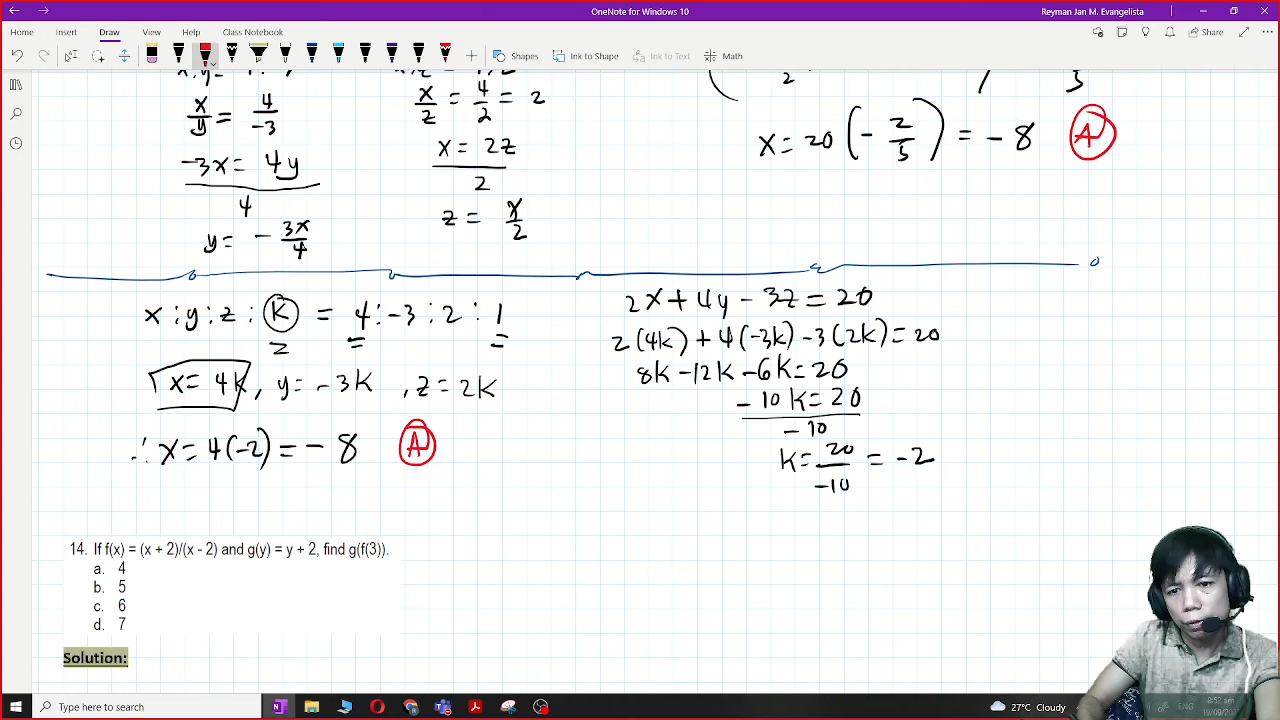 OneNote for Windows 10
Reyman Jan M. Evangelista
Home Insert Draw View Help Class Notebook
Share
Shapes Ink to Shape Ink to Text Math
x/y = 4/-3
-3x = 4y
4
y = - 3x/4
x/z = 4/2 = 2
x = 2z
2
z = x/2
2
5
x = 20 (- 2/5) = - 8 A
x : y : z : k = 4 : -3 : 2 : 1
z
x = 4k, y = -3k, z = 2k
∴ x = 4(-2) = - 8 A
2x + 4y - 3z = 20
2(4k) + 4(-3k) - 3(2k) = 20
8k - 12k - 6k = 20
- 10 k = 20
- 10
k = 20/-10 = -2
14. If f(x) = (x + 2)/(x - 2) and g(y) = y + 2, find g(f(3)).
a. 4
b. 5
c. 6
d. 7
Solution:
Type here to search
27°C Cloudy
ENG